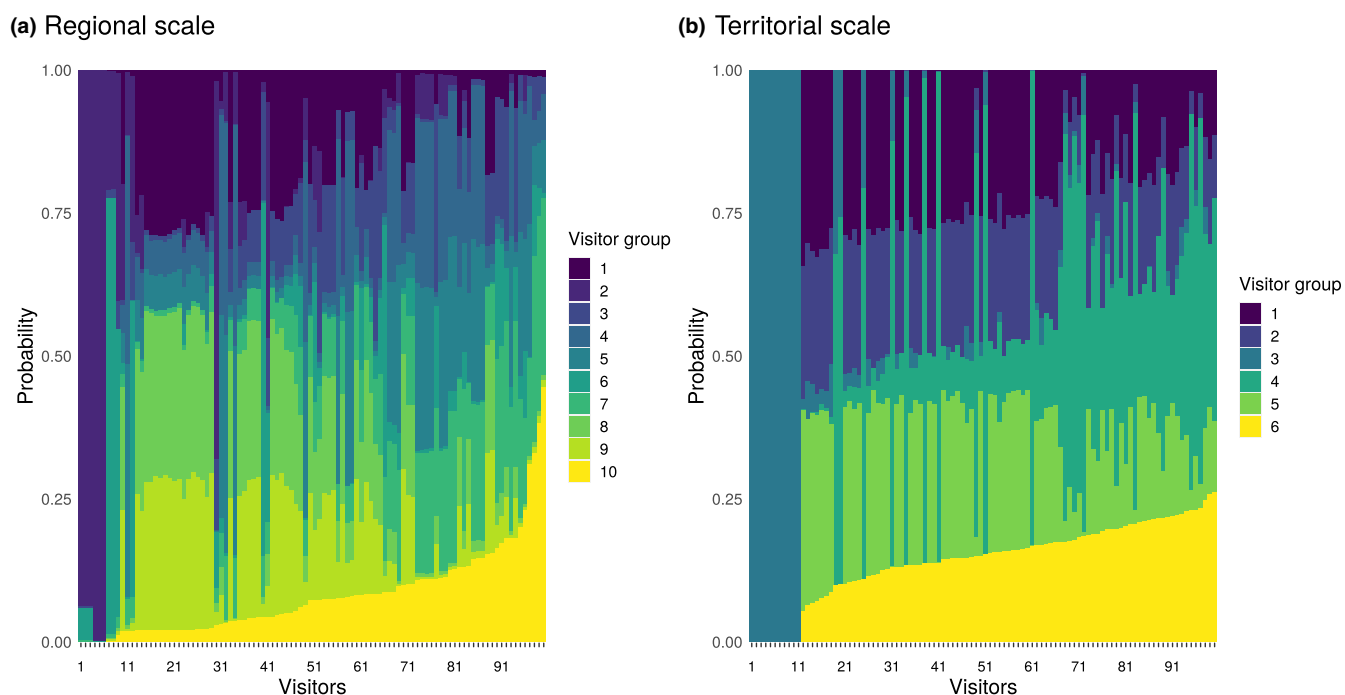 (a) Regional scale
1.00
0.75
0.50
0.25
0.00
Probability
1 11 21 31 41 51 61 71 81 91
Visitors
Visitor group
1
2
3
4
5
6
7
8
9
10
(b) Territorial scale
1.00
0.75
0.50
0.25
0.00
Probability
1 11 21 31 41 51 61 71 81 91
Visitors
Visitor group
1
2
3
4
5
6